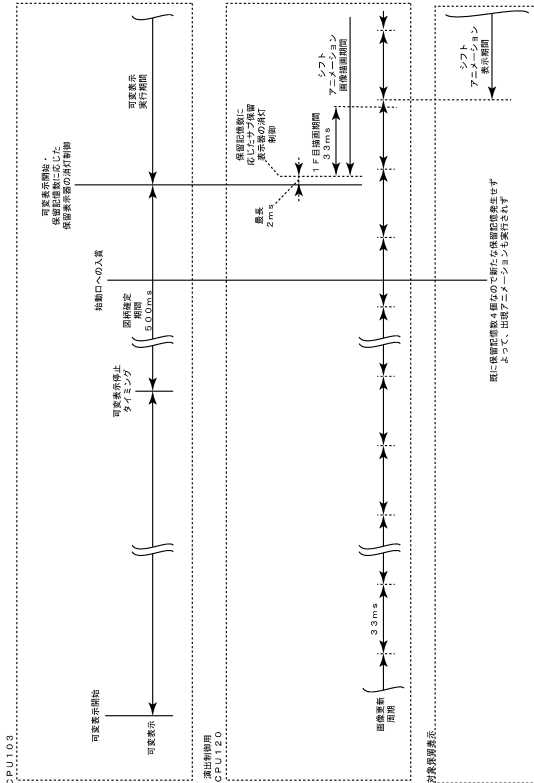 CPU103
可変表示開始
可変表示
可変表示停止
タイミング
図柄確定
期間
500ms
始動口への入賞
可変表示開始・
保留記憶数に応じた
保留表示器の消灯制御
可変表示
実行期間
演出制御用
CPU120
画像更新
周期
33ms
最長
2ms
保留記憶数に
応じたサブ保留
表示器の消灯
制御
1F目描画期間
33ms
シフト
アニメーション
画像描画期間
対象保留表示
既に保留記憶数4個なので新たな保留記憶発生せず
よって、出現アニメーションも実行されず
シフト
アニメーション
表示期間